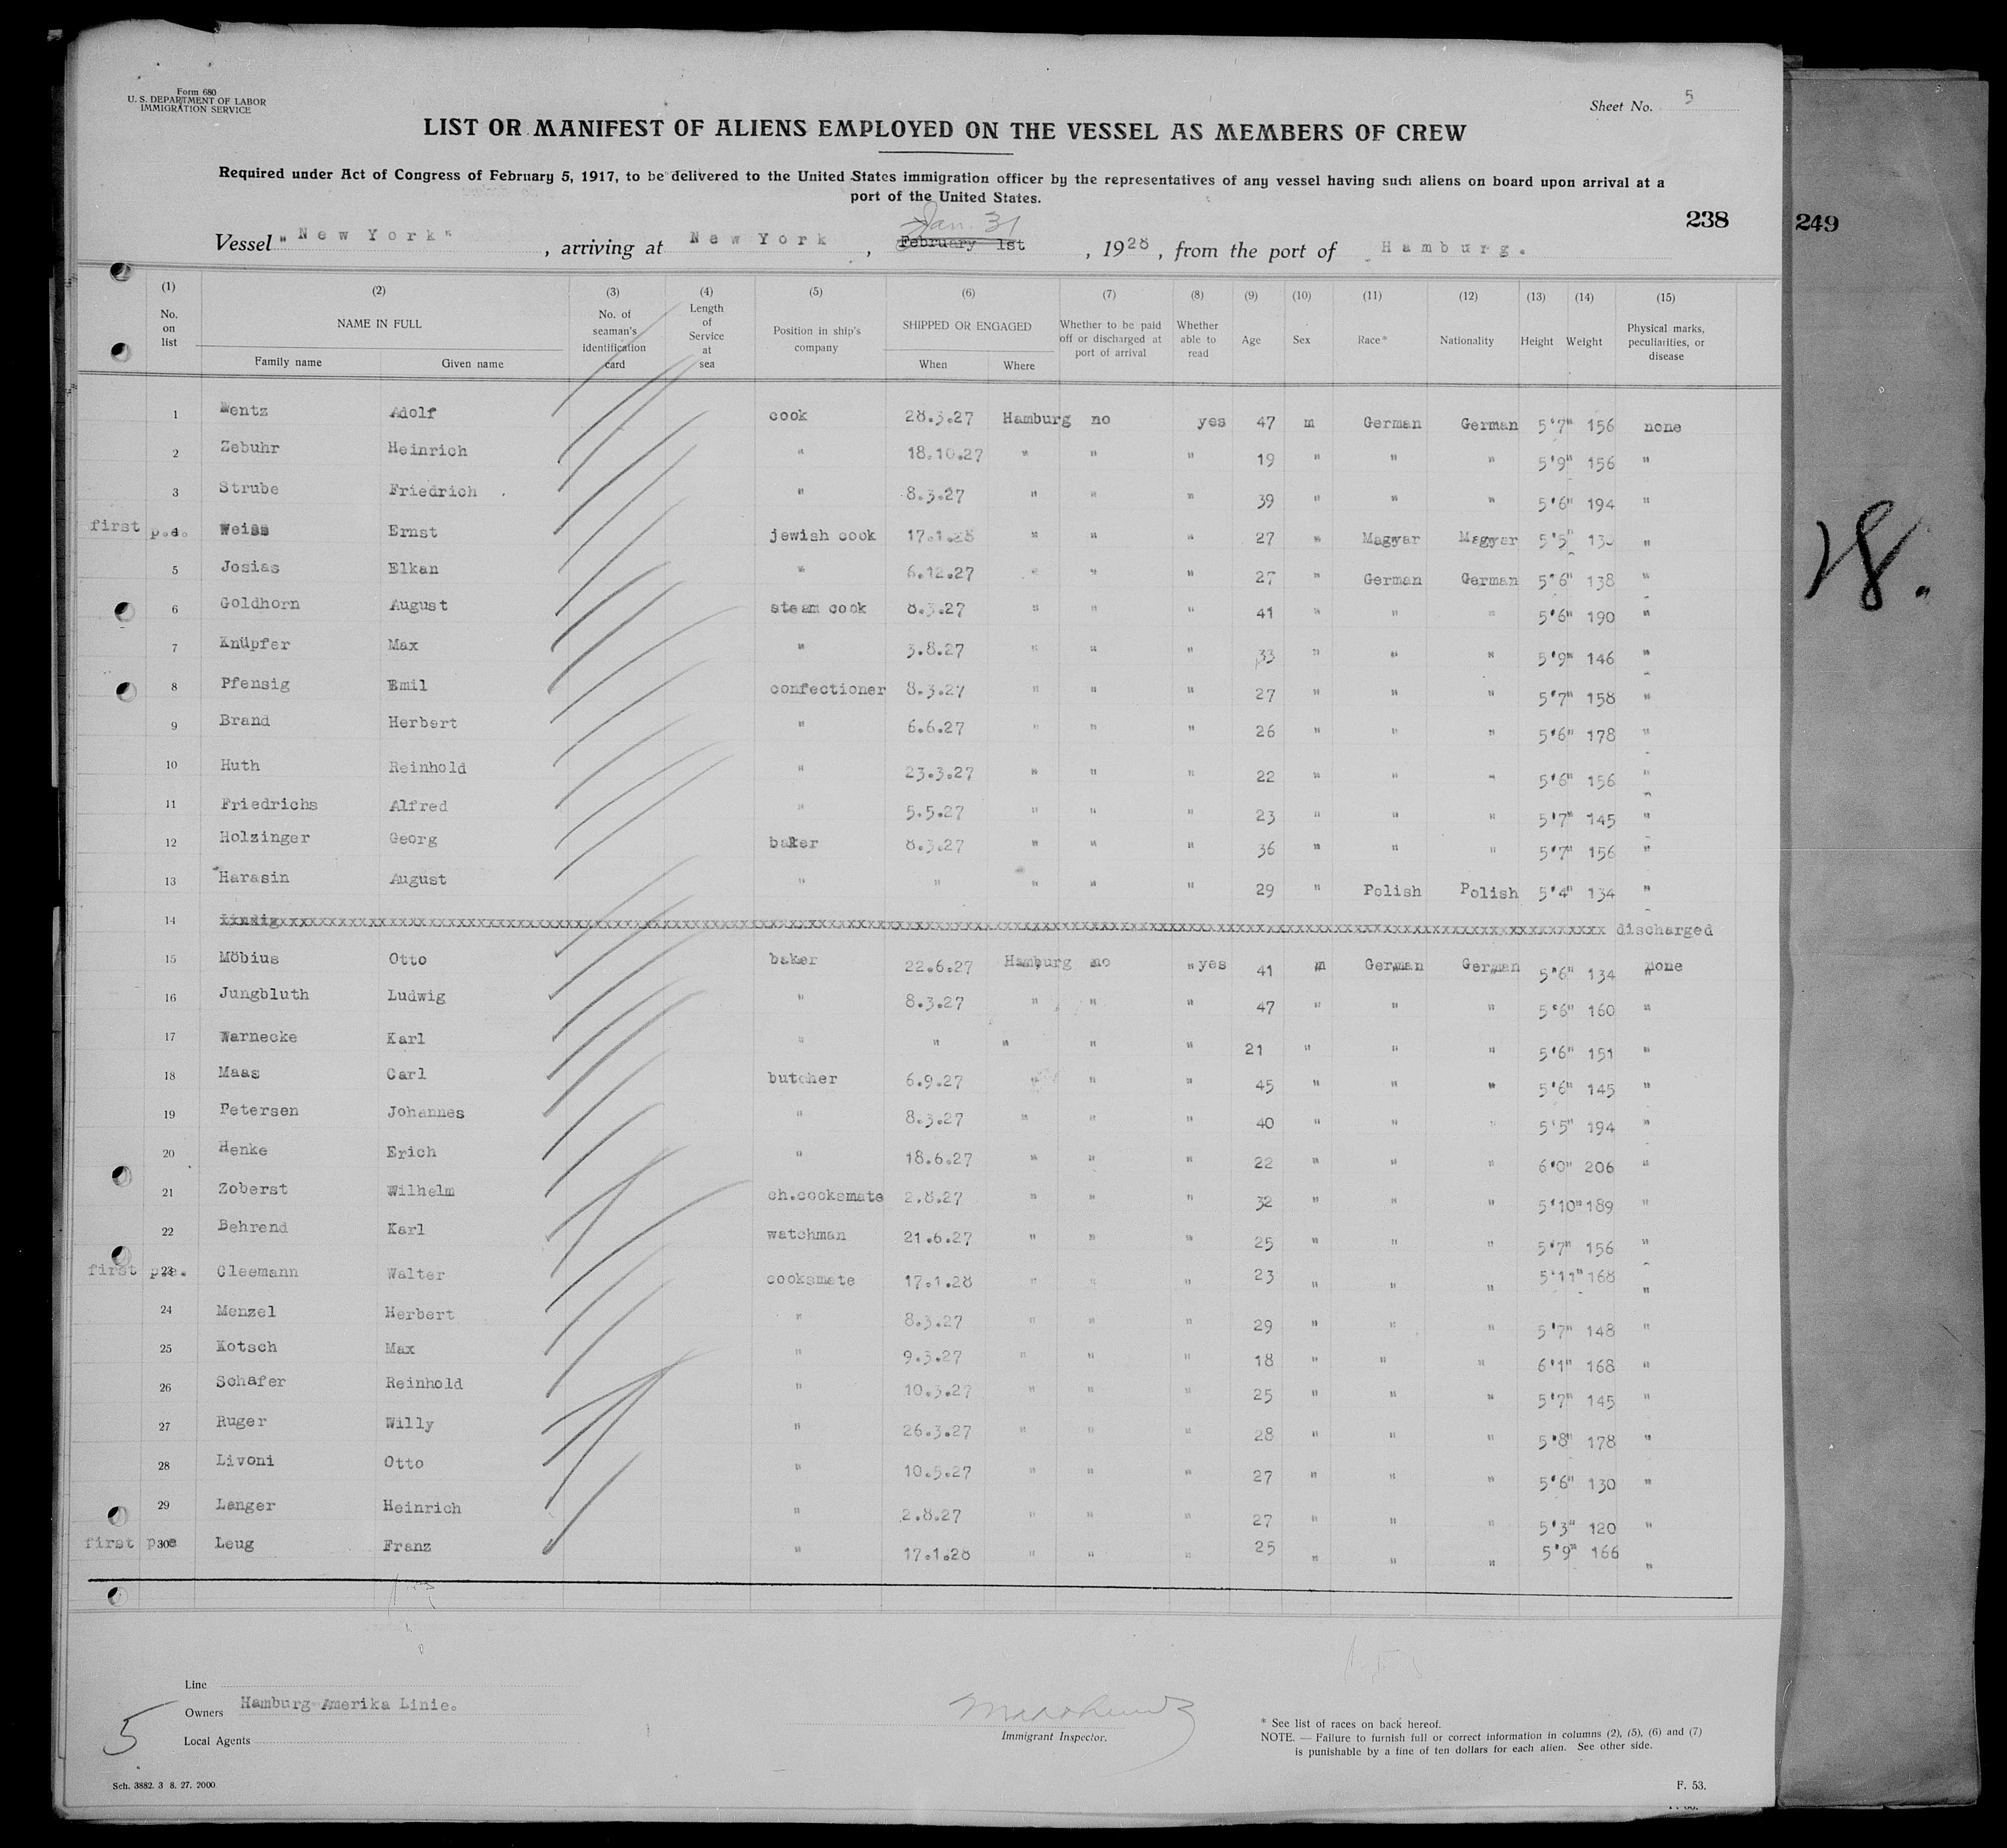 Form 680
U. S. DEPARTMENT OF LABOR
IMMIGRATION SERVICE
Sheet No. 5
LIST OR MANIFEST OF ALIENS EMPLOYED ON THE VESSEL AS MEMBERS OF CREW
Required under Act of Congress of February 5, 1917, to be delivered to the United States immigration officer by the representatives of any vessel having such aliens on board upon arrival at a
port of the United States.
238 249
Jan. 31
Vessel "New York", arriving at New York, February 1st, 1928, from the port of Hamburg.
(1) (2) (3) (4) (5) (6) (7) (8) (9) (10) (11) (12) (13) (14) (15)
No. on list NAME IN FULL Family name Given name No. of seaman's identification card Length of Service at sea Position in ship's company SHIPPED OR ENGAGED When Where Whether to be paid off or discharged at port of arrival Whether able to read Age Sex Race* Nationality Height Weight Physical marks, peculiarities, or disease
1 Wentz Adolf cook 28.3.27 Hamburg no yes 47 m German German 5'7" 156 none
2 Zebuhr Heinrich " 18.10.27 " " " 19 " " " 5'9" 156 "
3 Strube Friedrich " 8.3.27 " " " 39 " " " 5'6" 194 "
first p.e. 4 Weiss Ernst jewish cook 17.1.28 " " " 27 " Magyar Magyar 5'5" "
5 Josias Elkan " 6.12.27 " " " 27 " German German 5'6" 138 "
6 Goldhorn August steam cook 8.3.27 " " " 41 " " " 5'6" 190 "
7 Knüpfer Max " 3.8.27 " " " 33 " " " 5'9" 146 "
8 Pfensig Emil confectioner 8.3.27 " " " 27 " " " 5'7" 158 "
9 Brand Herbert " 6.6.27 " " " 26 " " " 5'6" 178 "
10 Huth Reinhold " 23.3.27 " " " 22 " " " 5'6" 156 "
11 Friedrichs Alfred " 5.5.27 " " " 23 " " " 5'7" 145 "
12 Holzinger Georg baker 8.3.27 " " " 36 " " " 5'7" 156 "
13 Harasin August " " " " " 29 " Polish Polish 5'4" 134 "
14 discharged
15 Möbius Otto baker 22.6.27 Hamburg no "yes 41 m German German 5'6" 134 none
16 Jungbluth Ludwig " 8.3.27 " " " 47 " " " 5'6" 160 "
17 Warnecke Karl " " " " " 21 " " " 5'6" 151 "
18 Maas Carl butcher 6.9.27 " " " 45 " " " 5'6" 145 "
19 Petersen Johannes " 8.3.27 " " " 40 " " " 5'5" 194 "
20 Henke Erich " 18.6.27 " " " 22 " " " 6'0" 206 "
21 Zoberst Wilhelm ch.cooksmate 2.8.27 " " " 32 " " " 5'10" 189 "
22 Behrend Karl watchman 21.6.27 " " " 25 " " " 5'7" 156 "
first p.e. 23 Cleemann Walter cooksmate 17.1.28 " " " 23 " " " 5'11" 168 "
24 Menzel Herbert " 8.3.27 " " " 29 " " " 5'7" 148 "
25 Kotsch Max " 9.3.27 " " " 18 " " " 6'1" 168 "
26 Schafer Reinhold " 10.3.27 " " " 25 " " " 5'7" 145 "
27 Ruger Willy " 26.3.27 " " " 28 " " " 5'8" 178 "
28 Livoni Otto " 10.5.27 " " " 27 " " " 5'6" 130 "
29 Langer Heinrich " 2.8.27 " " " 27 " " " 5'3" 120 "
first pe 30 Leug Franz " 17.1.28 " " " 25 " " " 5'9" 166 "
28.
Line
Owners Hamburg-Amerika Linie.
Local Agents
5
Immigrant Inspector.
* See list of races on back hereof.
NOTE. — Failure to furnish full or correct information in columns (2), (5), (6) and (7)
is punishable by a fine of ten dollars for each alien. See other side.
Sch. 3882. 3 8. 27. 2000
F. 53.